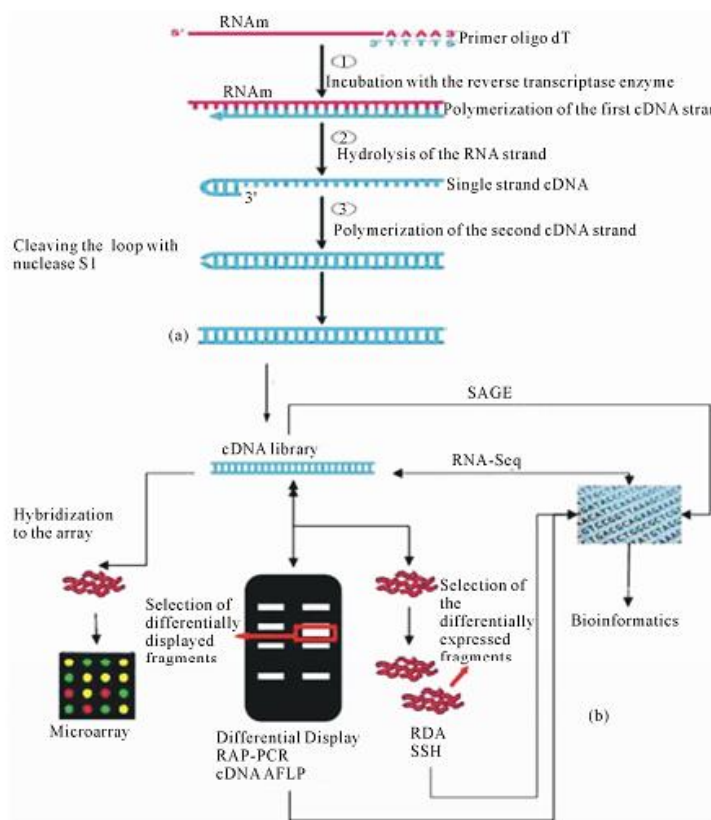 RNAm
5' A A A A 3'
3' T T T T 5' Primer oligo dT
1
Incubation with the reverse transcriptase enzyme
RNAm
Polymerization of the first cDNA stran
2
Hydrolysis of the RNA strand
3'
Single strand cDNA
3
Polymerization of the second cDNA strand
Cleaving the loop with
nuclease S1
(a)
SAGE
cDNA library
RNA-Seq
Hybridization
to the array
Selection of
differentially
displayed
fragments
Selection of
the
differentially
expressed
fragments
Bioinformatics
Microarray
Differential Display
RAP-PCR
cDNA AFLP
RDA
SSH
(b)